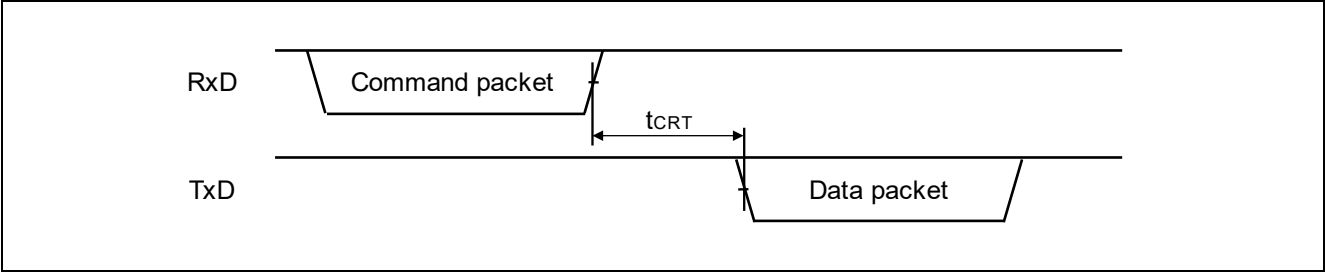 RxD
Command packet
tCRT
TxD
Data packet